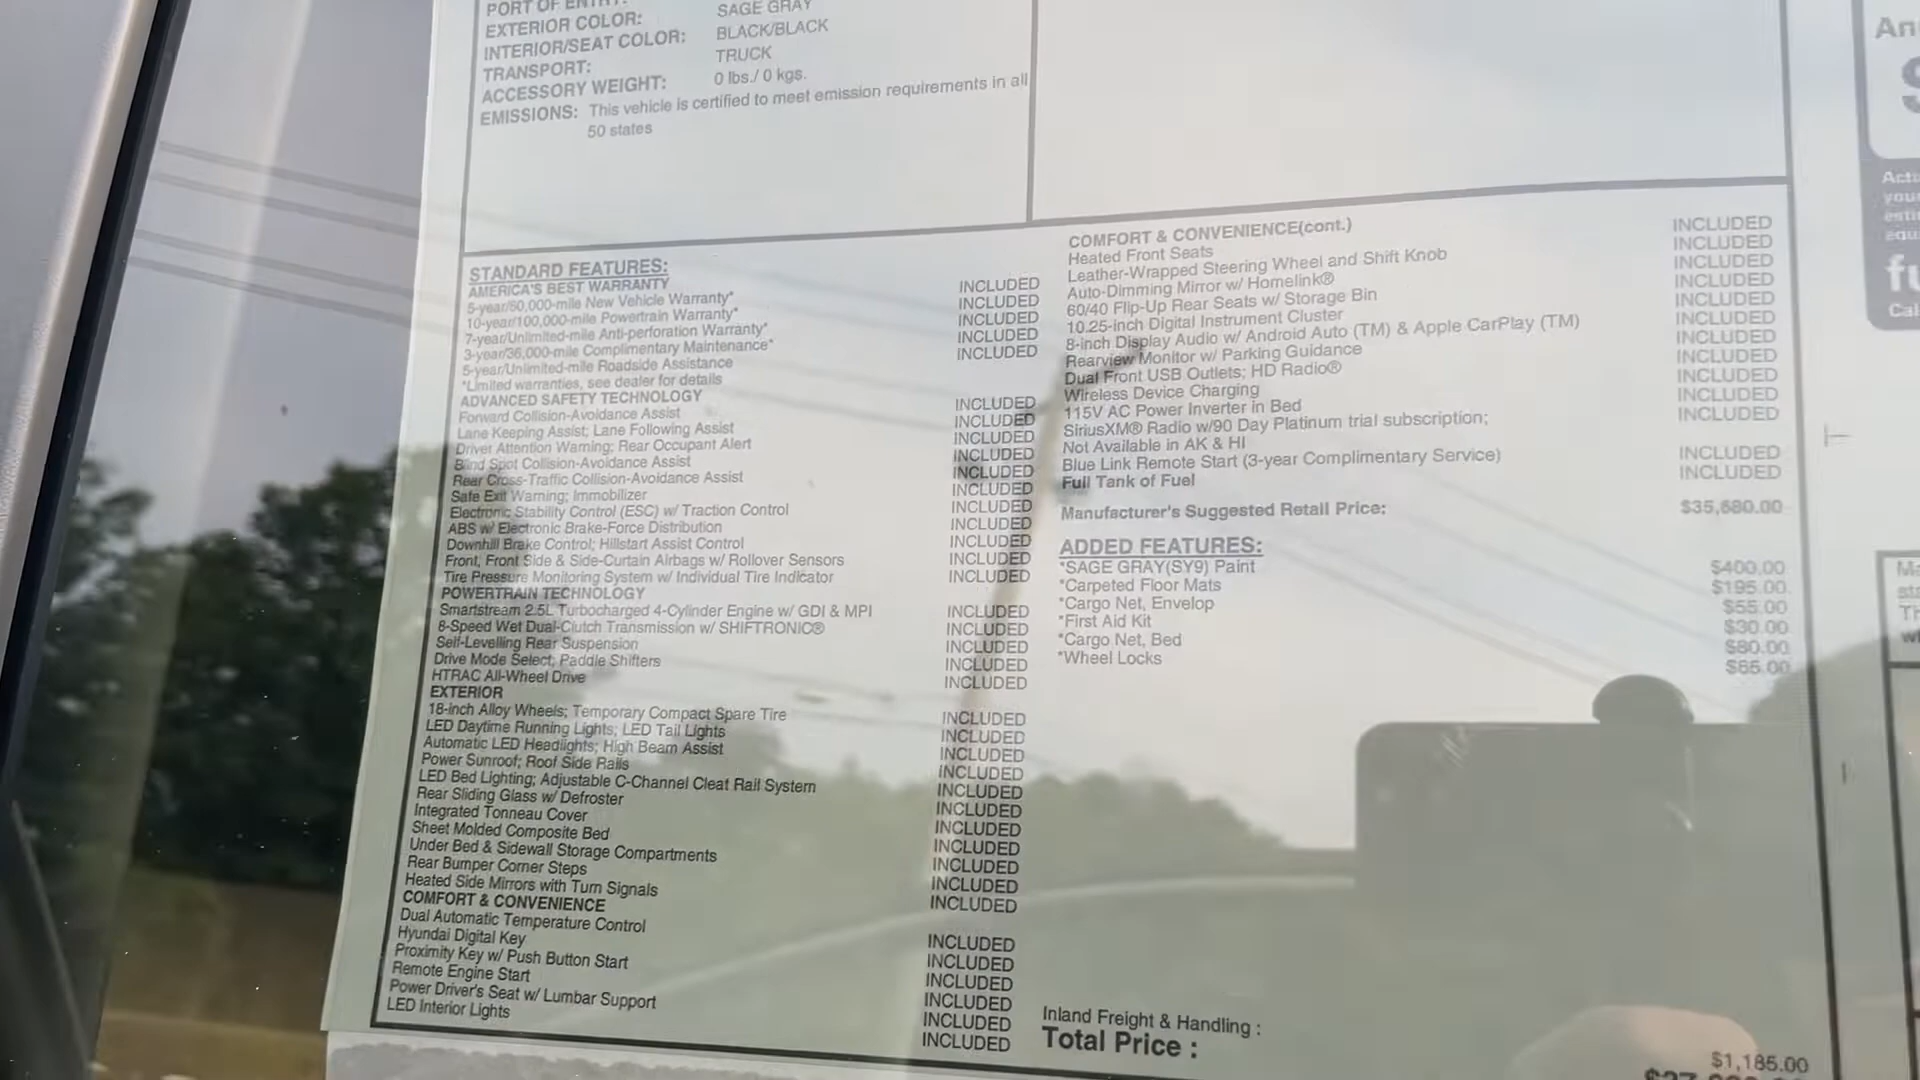 PORT OF ENTRY:
EXTERIOR COLOR: SAGE GRAY
INTERIOR/SEAT COLOR: BLACK/BLACK
TRANSPORT: TRUCK
ACCESSORY WEIGHT: 0 lbs./ 0 kgs.
EMISSIONS: This vehicle is certified to meet emission requirements in all
50 states
STANDARD FEATURES:
AMERICA'S BEST WARRANTY
5-year/60,000-mile New Vehicle Warranty* INCLUDED
10-year/100,000-mile Powertrain Warranty* INCLUDED
7-year/Unlimited-mile Anti-perforation Warranty* INCLUDED
3-year/36,000-mile Complimentary Maintenance* INCLUDED
5-year/Unlimited-mile Roadside Assistance INCLUDED
*Limited warranties, see dealer for details
ADVANCED SAFETY TECHNOLOGY
Forward Collision-Avoidance Assist INCLUDED
Lane Keeping Assist; Lane Following Assist INCLUDED
Driver Attention Warning; Rear Occupant Alert INCLUDED
Blind Spot Collision-Avoidance Assist INCLUDED
Rear Cross-Traffic Collision-Avoidance Assist INCLUDED
Safe Exit Warning; Immobilizer INCLUDED
Electronic Stability Control (ESC) w/ Traction Control INCLUDED
ABS w/ Electronic Brake-Force Distribution INCLUDED
Downhill Brake Control; Hillstart Assist Control INCLUDED
Front, Front Side & Side-Curtain Airbags w/ Rollover Sensors INCLUDED
Tire Pressure Monitoring System w/ Individual Tire Indicator INCLUDED
POWERTRAIN TECHNOLOGY
Smartstream 2.5L Turbocharged 4-Cylinder Engine w/ GDI & MPI INCLUDED
8-Speed Wet Dual-Clutch Transmission w/ SHIFTRONIC® INCLUDED
Self-Levelling Rear Suspension INCLUDED
Drive Mode Select; Paddle Shifters INCLUDED
HTRAC All-Wheel Drive INCLUDED
EXTERIOR
18-inch Alloy Wheels; Temporary Compact Spare Tire INCLUDED
LED Daytime Running Lights; LED Tail Lights INCLUDED
Automatic LED Headlights; High Beam Assist INCLUDED
Power Sunroof; Roof Side Rails INCLUDED
LED Bed Lighting; Adjustable C-Channel Cleat Rail System INCLUDED
Rear Sliding Glass w/ Defroster INCLUDED
Integrated Tonneau Cover INCLUDED
Sheet Molded Composite Bed INCLUDED
Under Bed & Sidewall Storage Compartments INCLUDED
Rear Bumper Corner Steps INCLUDED
Heated Side Mirrors with Turn Signals INCLUDED
COMFORT & CONVENIENCE
Dual Automatic Temperature Control INCLUDED
Hyundai Digital Key INCLUDED
Proximity Key w/ Push Button Start INCLUDED
Remote Engine Start INCLUDED
Power Driver's Seat w/ Lumbar Support INCLUDED
LED Interior Lights INCLUDED
COMFORT & CONVENIENCE(cont.)
Heated Front Seats INCLUDED
Leather-Wrapped Steering Wheel and Shift Knob INCLUDED
Auto-Dimming Mirror w/ Homelink® INCLUDED
60/40 Flip-Up Rear Seats w/ Storage Bin INCLUDED
10.25-inch Digital Instrument Cluster INCLUDED
8-inch Display Audio w/ Android Auto (TM) & Apple CarPlay (TM) INCLUDED
Rearview Monitor w/ Parking Guidance INCLUDED
Dual Front USB Outlets; HD Radio® INCLUDED
Wireless Device Charging INCLUDED
115V AC Power Inverter in Bed INCLUDED
SiriusXM® Radio w/90 Day Platinum trial subscription; INCLUDED
Not Available in AK & HI
Blue Link Remote Start (3-year Complimentary Service) INCLUDED
Full Tank of Fuel INCLUDED
Manufacturer's Suggested Retail Price: $35,680.00
ADDED FEATURES:
*SAGE GRAY(SY9) Paint $400.00
*Carpeted Floor Mats $195.00
*Cargo Net, Envelop $55.00
*First Aid Kit $30.00
*Cargo Net, Bed $80.00
*Wheel Locks $65.00
Inland Freight & Handling : $1,185.00
Total Price :